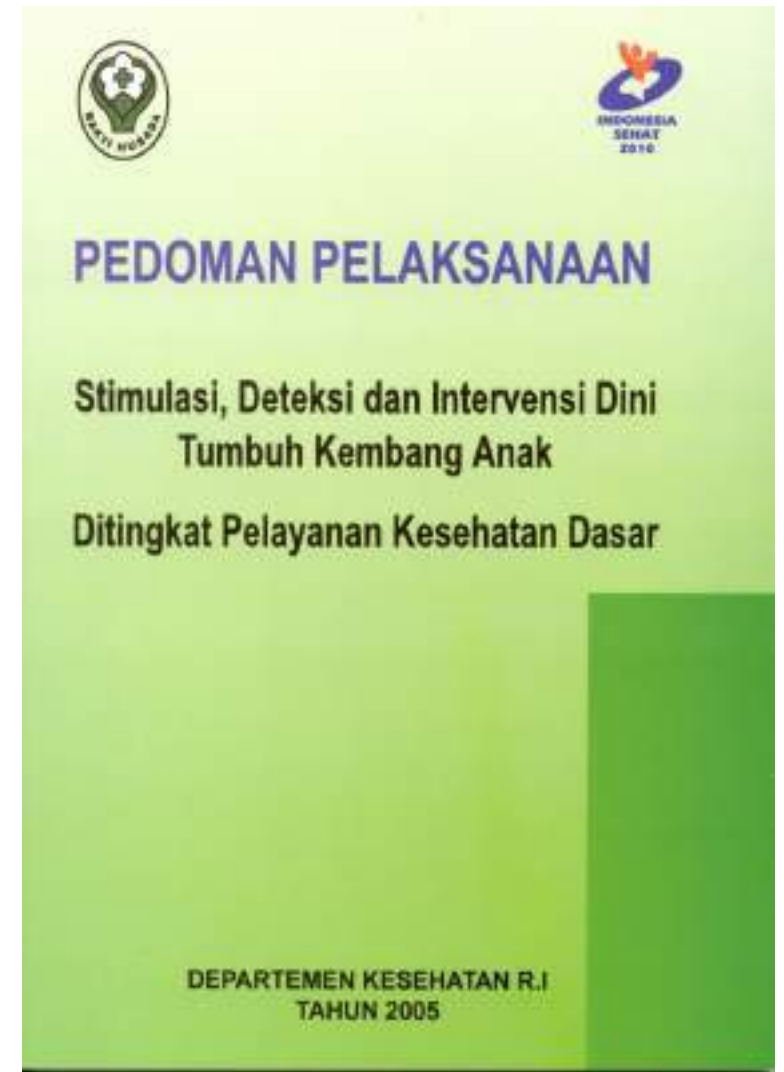 BAKTI HUSADA
INDONESIA
SEHAT
2010
PEDOMAN PELAKSANAAN
Stimulasi, Deteksi dan Intervensi Dini
Tumbuh Kembang Anak
Ditingkat Pelayanan Kesehatan Dasar
DEPARTEMEN KESEHATAN R.I
TAHUN 2005